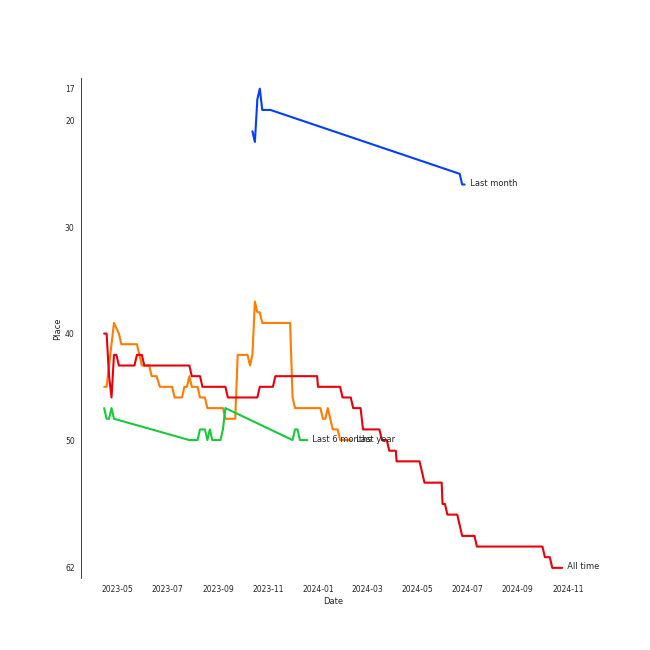 17
20
Last month
30
40
Place
50
Last 6 months
Last year
62
All time
2023-05
2023-07
2023-09
2023-11
2024-01
2024-03
2024-05
2024-07
2024-09
2024-11
Date